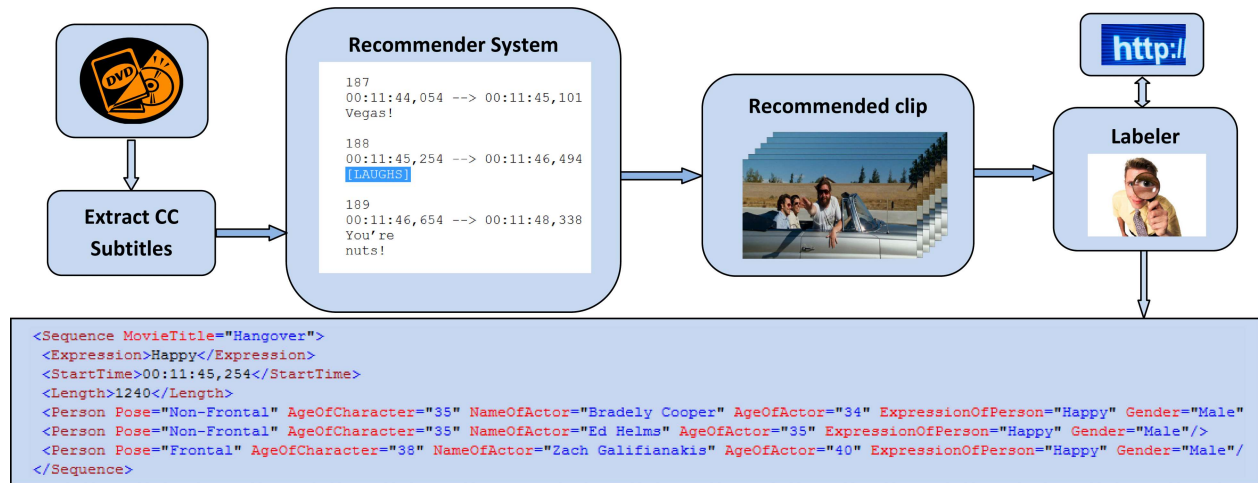 DVD
Extract CC
Subtitles
Recommender System
187
00:11:44,054 --> 00:11:45,101
Vegas!
188
00:11:45,254 --> 00:11:46,494
[LAUGHS]
189
00:11:46,654 --> 00:11:48,338
You're
nuts!
Recommended clip
http:/
Labeler
<Sequence MovieTitle="Hangover">
<Expression>Happy</Expression>
<StartTime>00:11:45,254</StartTime>
<Length>1240</Length>
<Person Pose="Non-Frontal" AgeOfCharacter="35" NameOfActor="Bradely Cooper" AgeOfActor="34" ExpressionOfPerson="Happy" Gender="Male"
<Person Pose="Non-Frontal" AgeOfCharacter="35" NameOfActor="Ed Helms" AgeOfActor="35" ExpressionOfPerson="Happy" Gender="Male"/>
<Person Pose="Frontal" AgeOfCharacter="38" NameOfActor="Zach Galifianakis" AgeOfActor="40" ExpressionOfPerson="Happy" Gender="Male"/
</Sequence>